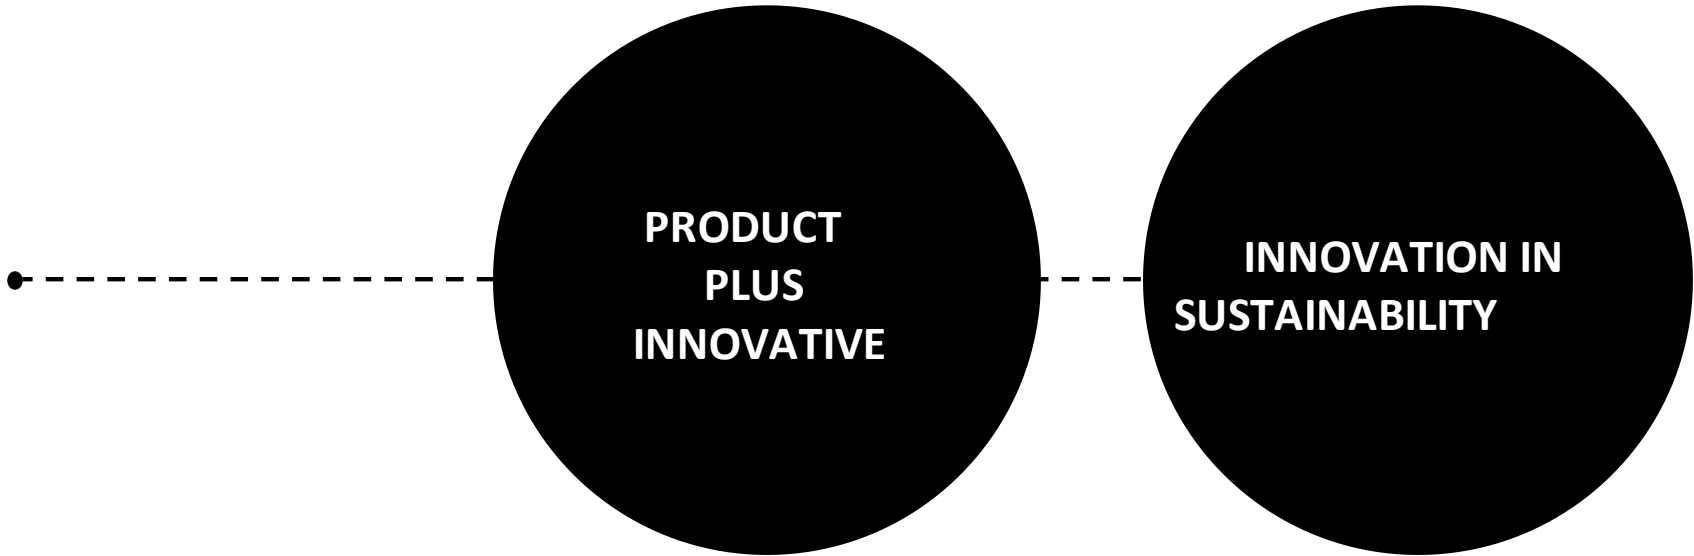 PRODUCT
PLUS
INNOVATIVE
INNOVATION IN
SUSTAINABILITY